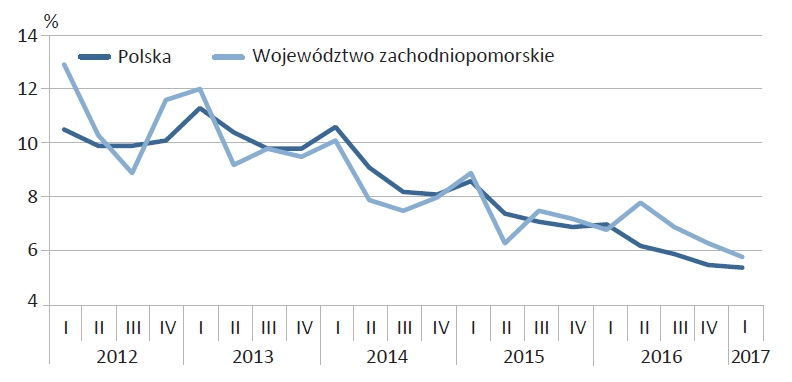 %
14
Polska Województwo zachodniopomorskie
12
10
8
6
4
I II III IV I II III IV I II III IV I II III IV I II III IV I
2012 2013 2014 2015 2016 2017